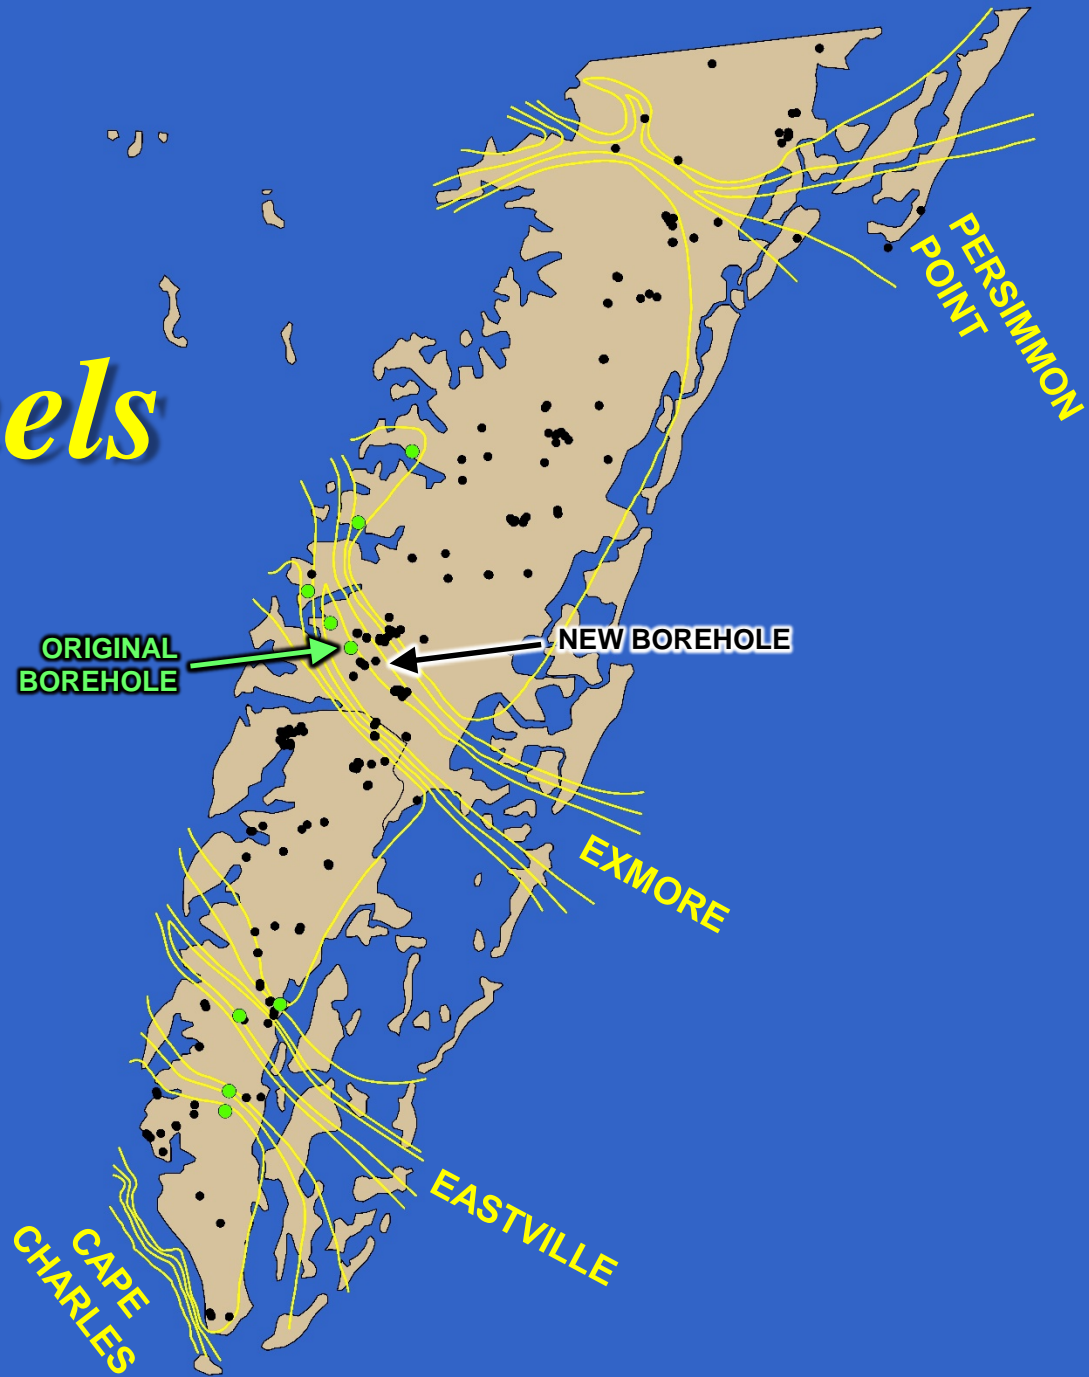 PERSIMMON
POINT
els
ORIGINAL
BOREHOLE
NEW BOREHOLE
EXMORE
EASTVILLE
CAPE
CHARLES